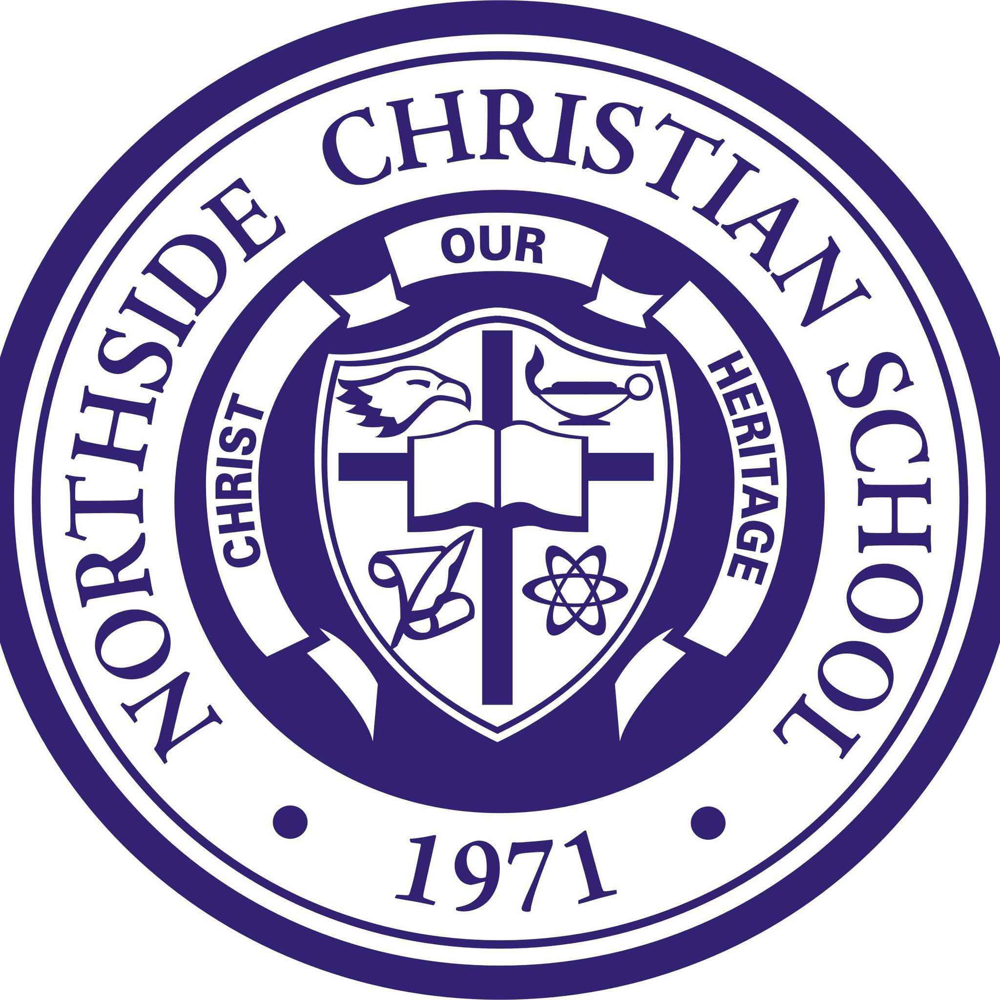 NORTHSIDE CHRISTIAN SCHOOL
CHRIST OUR HERITAGE
1971